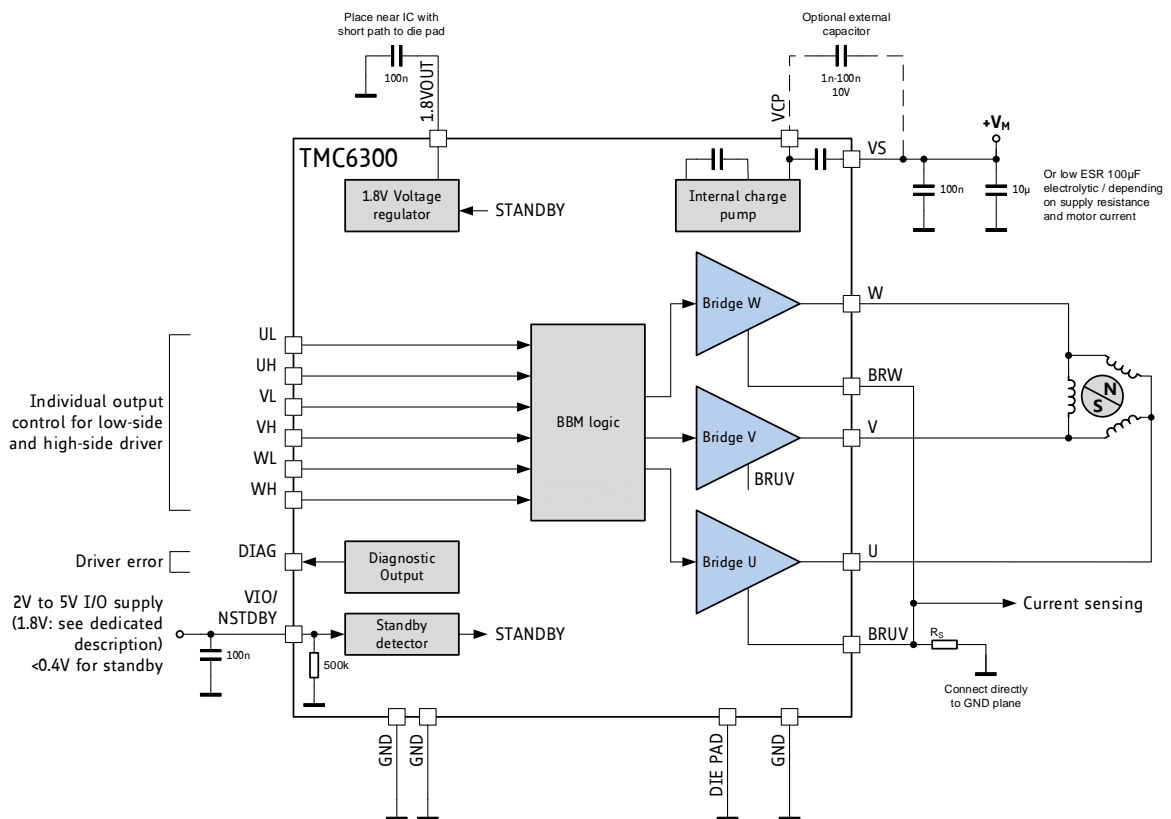 Place near IC with
short path to die pad
100n
1.8VOUT
Optional external
capacitor
1n-100n
10V
VCP
+VM
TMC6300
VS
1.8V Voltage
regulator
STANDBY
Internal charge
pump
100n
10µ
Or low ESR 100µF
electrolytic / depending
on supply resistance
and motor current
Bridge W
W
UL
UH
VL
VH
WL
WH
Individual output
control for low-side
and high-side driver
BBM logic
BRW
N
S
Bridge V
V
BRUV
Bridge U
U
Driver error
DIAG
Diagnostic
Output
2V to 5V I/O supply
(1.8V: see dedicated
description)
<0.4V for standby
VIO/
NSTDBY
100n
500k
Standby
detector
STANDBY
Current sensing
BRUV
RS
Connect directly
to GND plane
GND
GND
DIE PAD
GND